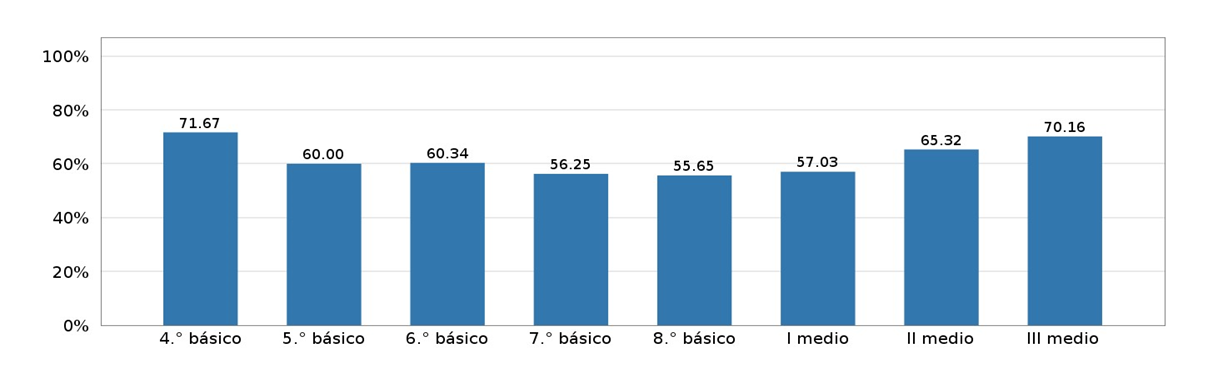 100%
80%
60%
40%
20%
0%
71.67
60.00
60.34
56.25
55.65
57.03
65.32
70.16
4.° básico
5.° básico
6.° básico
7.° básico
8.° básico
I medio
II medio
III medio